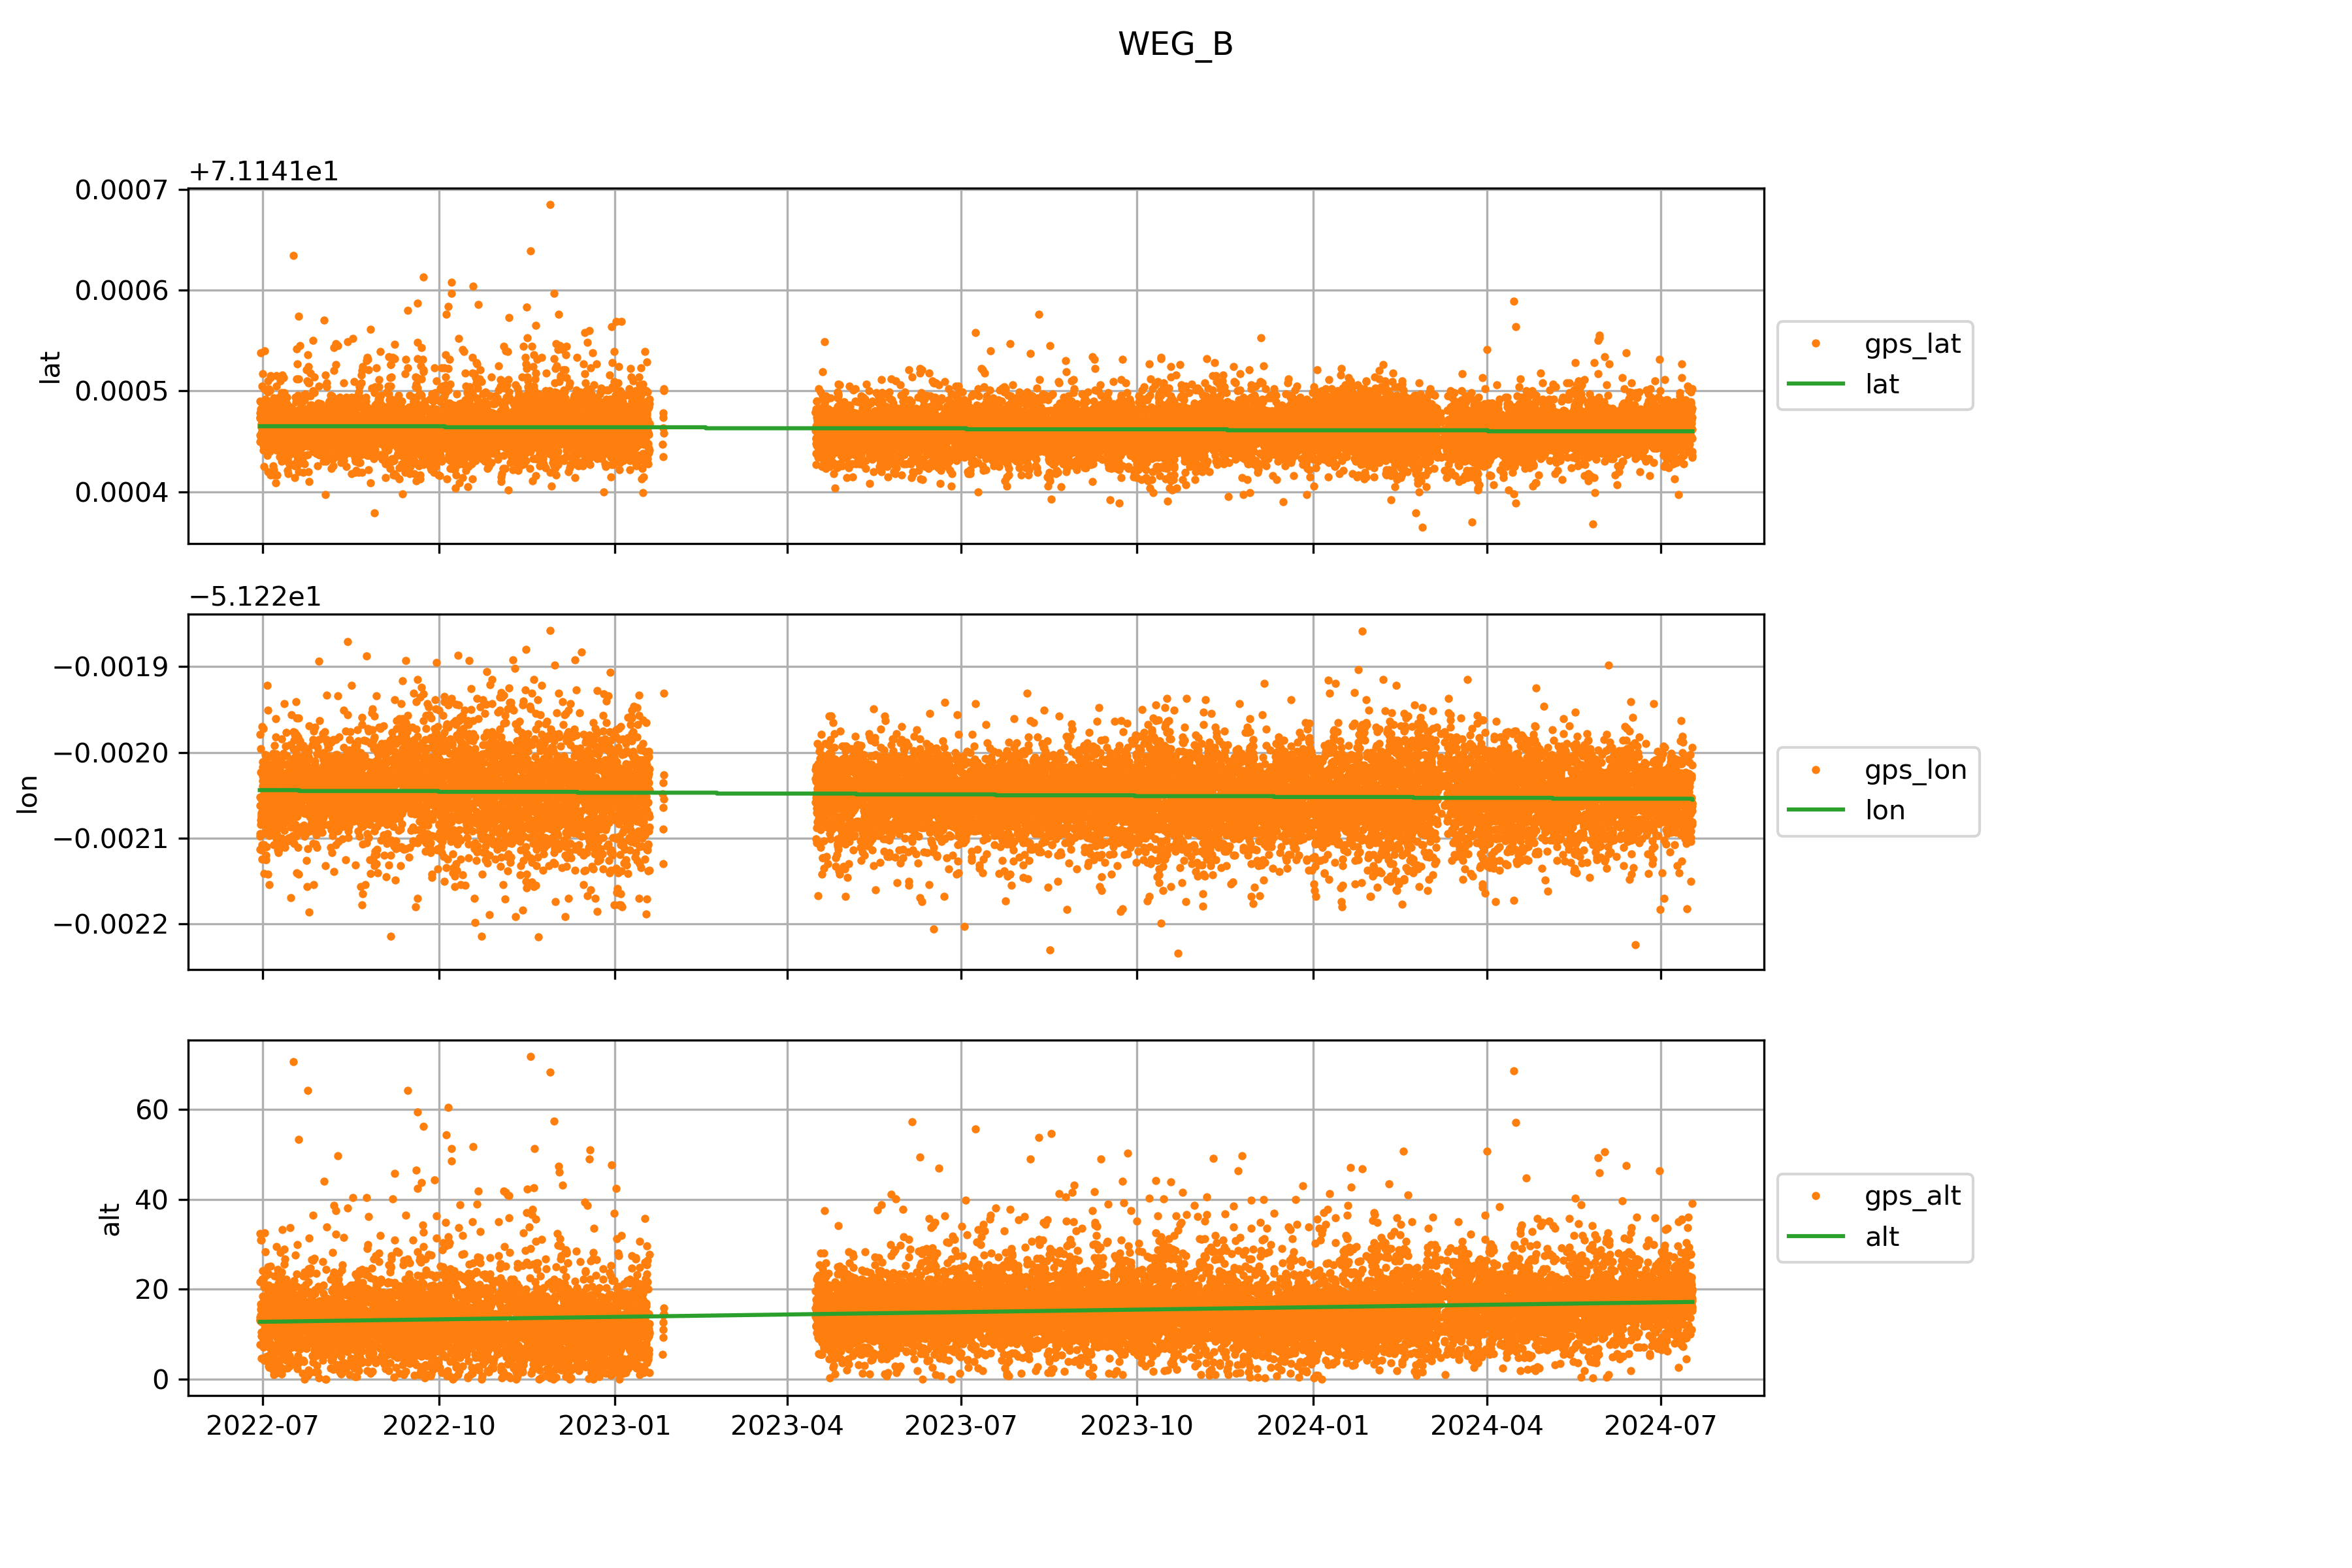 WEG_B
+7.1141e1
0.0007
0.0006
0.0005
0.0004
lat
gps_lat
lat
−5.122e1
−0.0019
−0.0020
−0.0021
−0.0022
lon
gps_lon
lon
60
40
20
0
alt
gps_alt
alt
2022-07 2022-10 2023-01 2023-04 2023-07 2023-10 2024-01 2024-04 2024-07